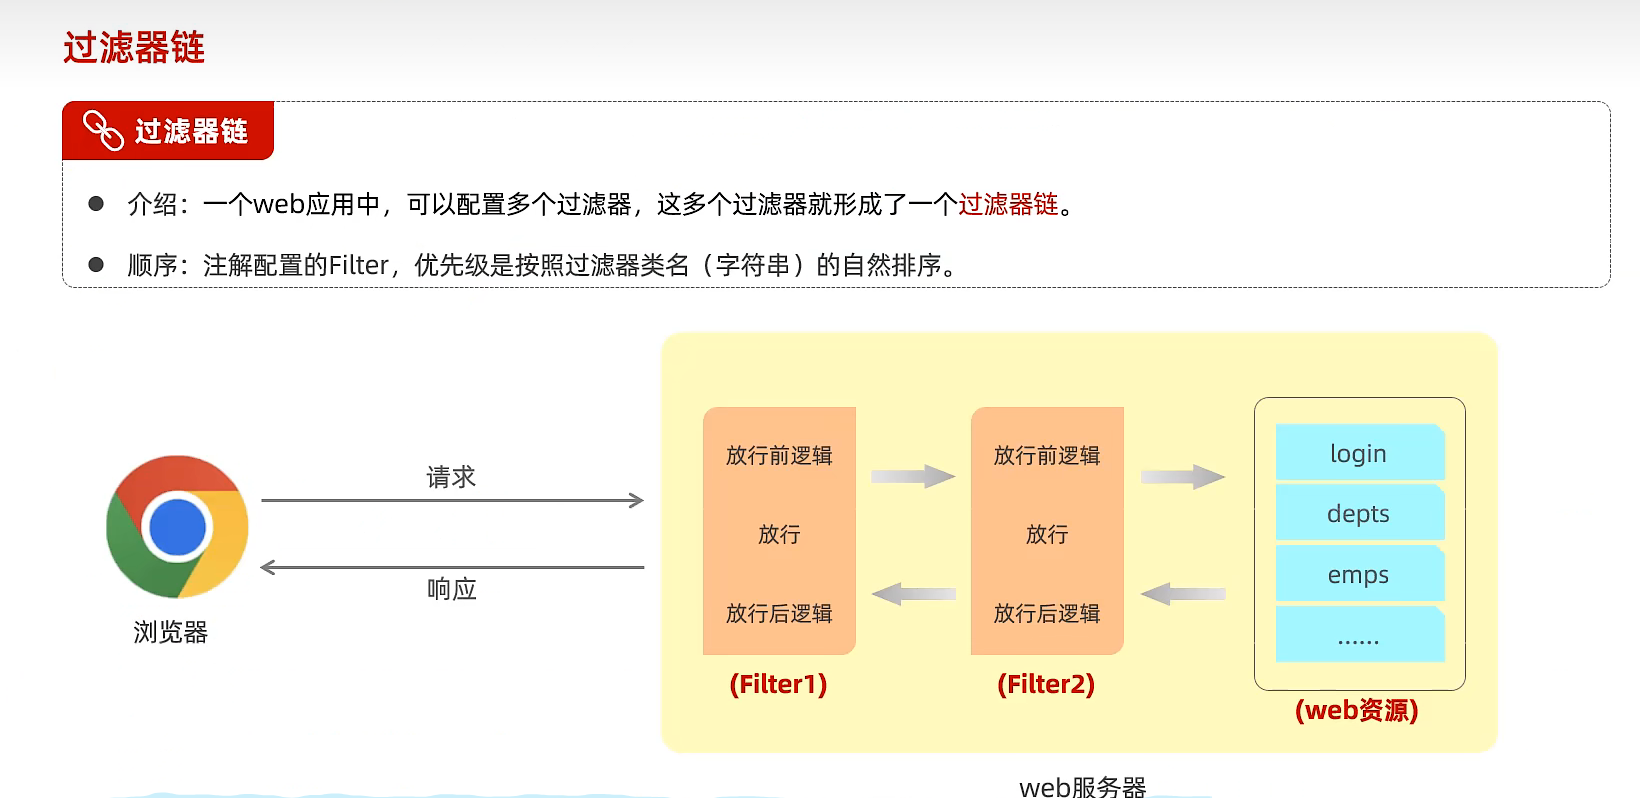 过滤器链
过滤器链
介绍：一个web应用中，可以配置多个过滤器，这多个过滤器就形成了一个过滤器链。
顺序：注解配置的Filter，优先级是按照过滤器类名（字符串）的自然排序。
请求
响应
浏览器
放行前逻辑
放行
放行后逻辑
(Filter1)
放行前逻辑
放行
放行后逻辑
(Filter2)
login
depts
emps
......
(web资源)
web服务器